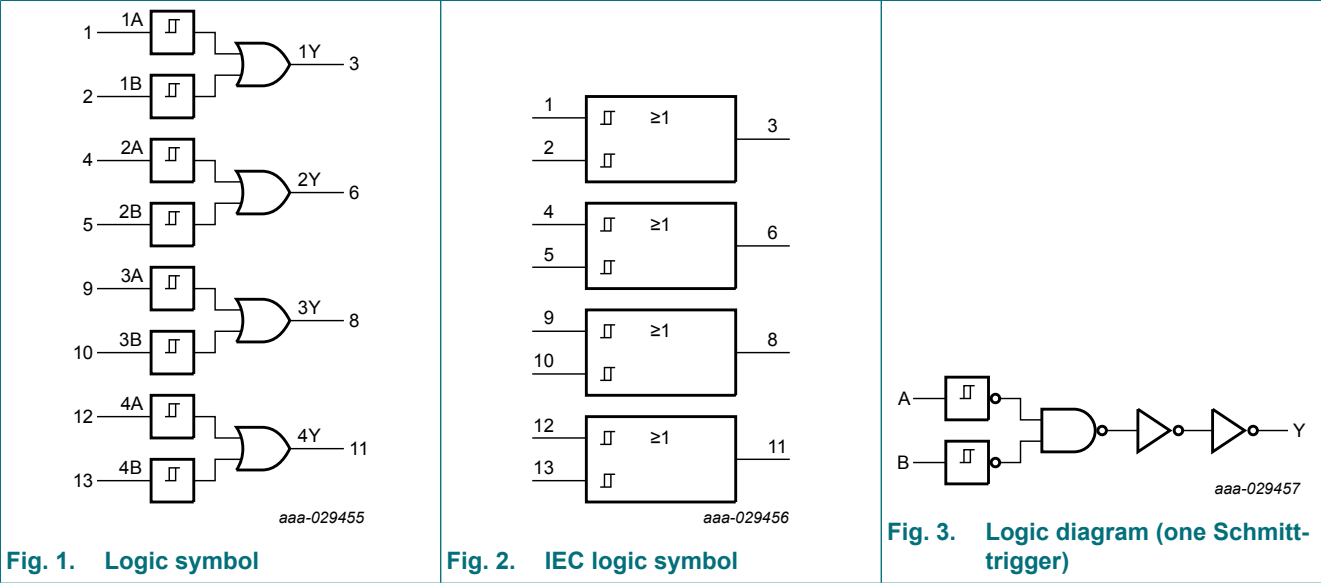 1A
1
1Y
3
1B
2
2A
4
2Y
6
2B
5
3A
9
3Y
8
3B
10
4A
12
4Y
11
4B
13
aaa-029455
Fig. 1. Logic symbol
1
≥1
3
2
4
≥1
6
5
9
≥1
8
10
12
≥1
11
13
aaa-029456
Fig. 2. IEC logic symbol
A
Y
B
aaa-029457
Fig. 3. Logic diagram (one Schmitt-
trigger)